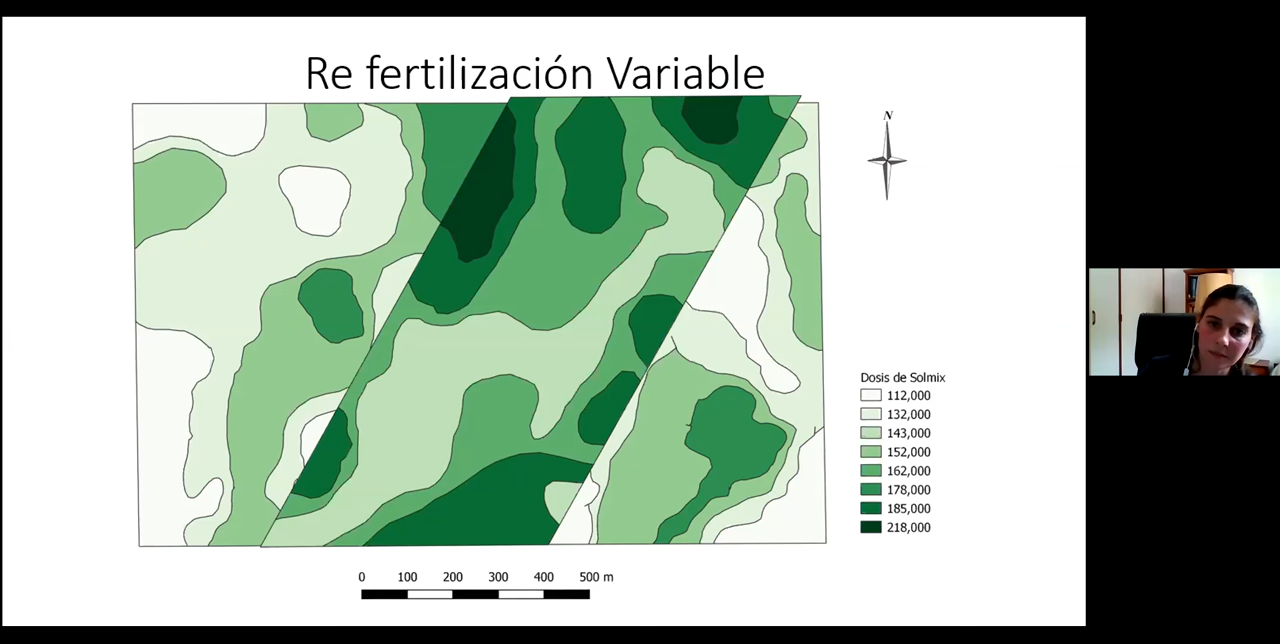 Re fertilización Variable
N
Dosis de Solmix
112,000
132,000
143,000
152,000
162,000
178,000
185,000
218,000
0 100 200 300 400 500 m